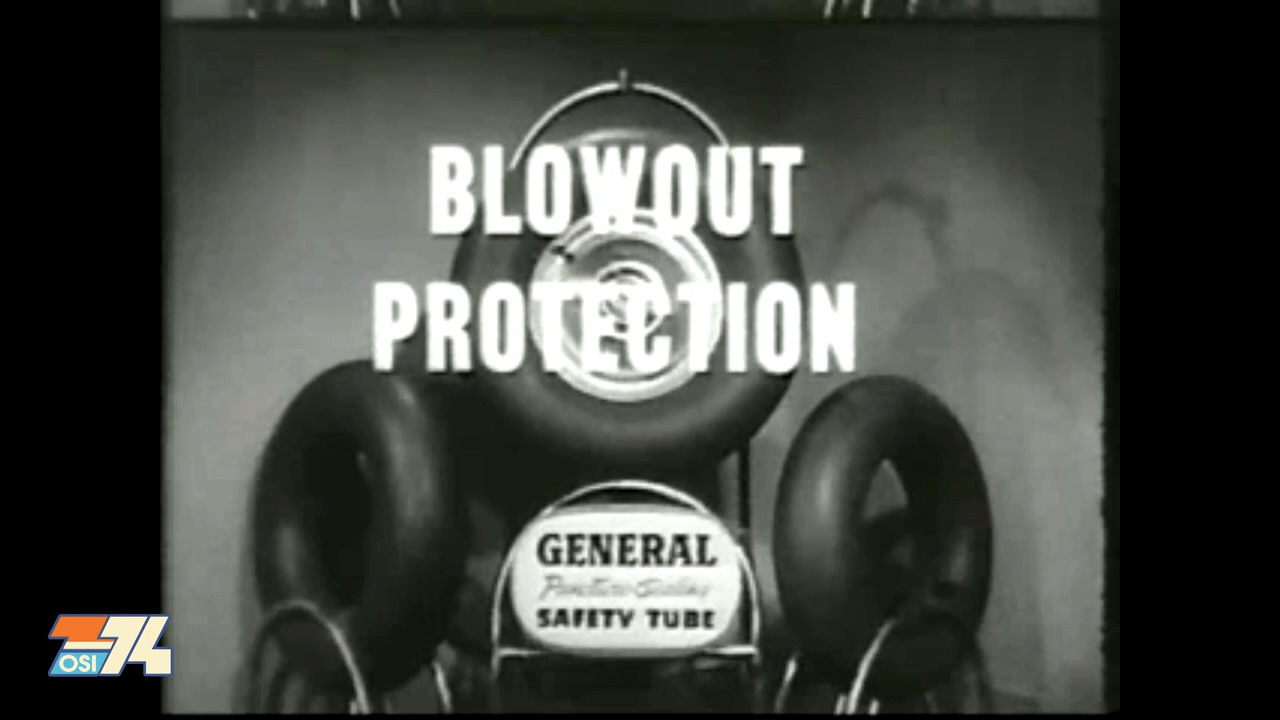 BLOWOUT
PROTECTION
GENERAL
Puncture-Sealing
SAFETY TUBE
OSI 74